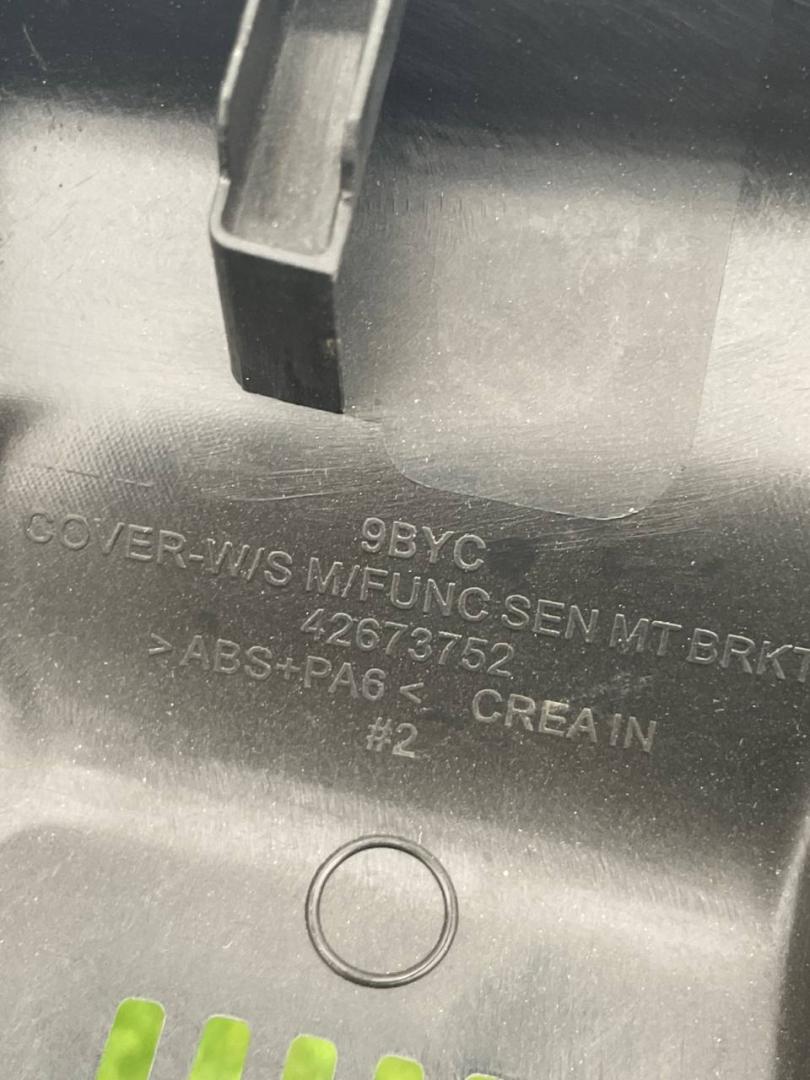 9BYC
COVER-W/S M/FUNC SEN MT BRKT
42673752
>ABS+PA6< CREA IN
#2